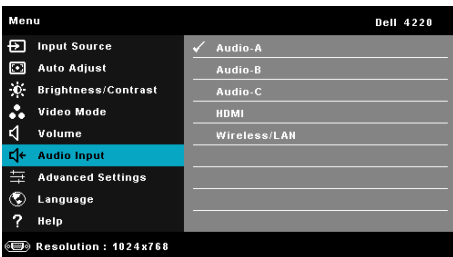 Menu Dell 4220
Input Source
Auto Adjust
Brightness/Contrast
Video Mode
Volume
Audio Input
Advanced Settings
Language
Help
Audio-A
Audio-B
Audio-C
HDMI
Wireless/LAN
Resolution : 1024x768